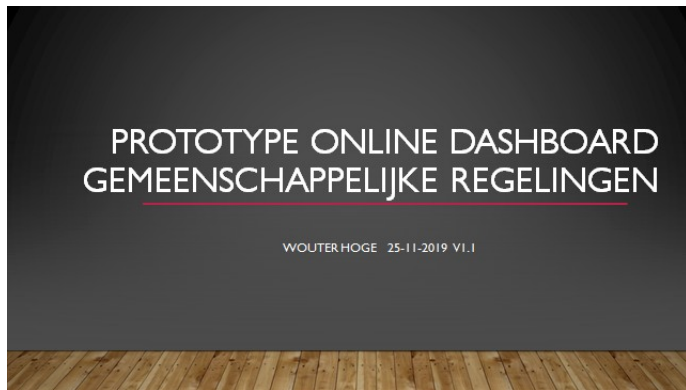 PROTOTYPE ONLINE DASHBOARD
GEMEENSCHAPPELIJKE REGELINGEN
WOUTER HOGE 25-11-2019 V1.1